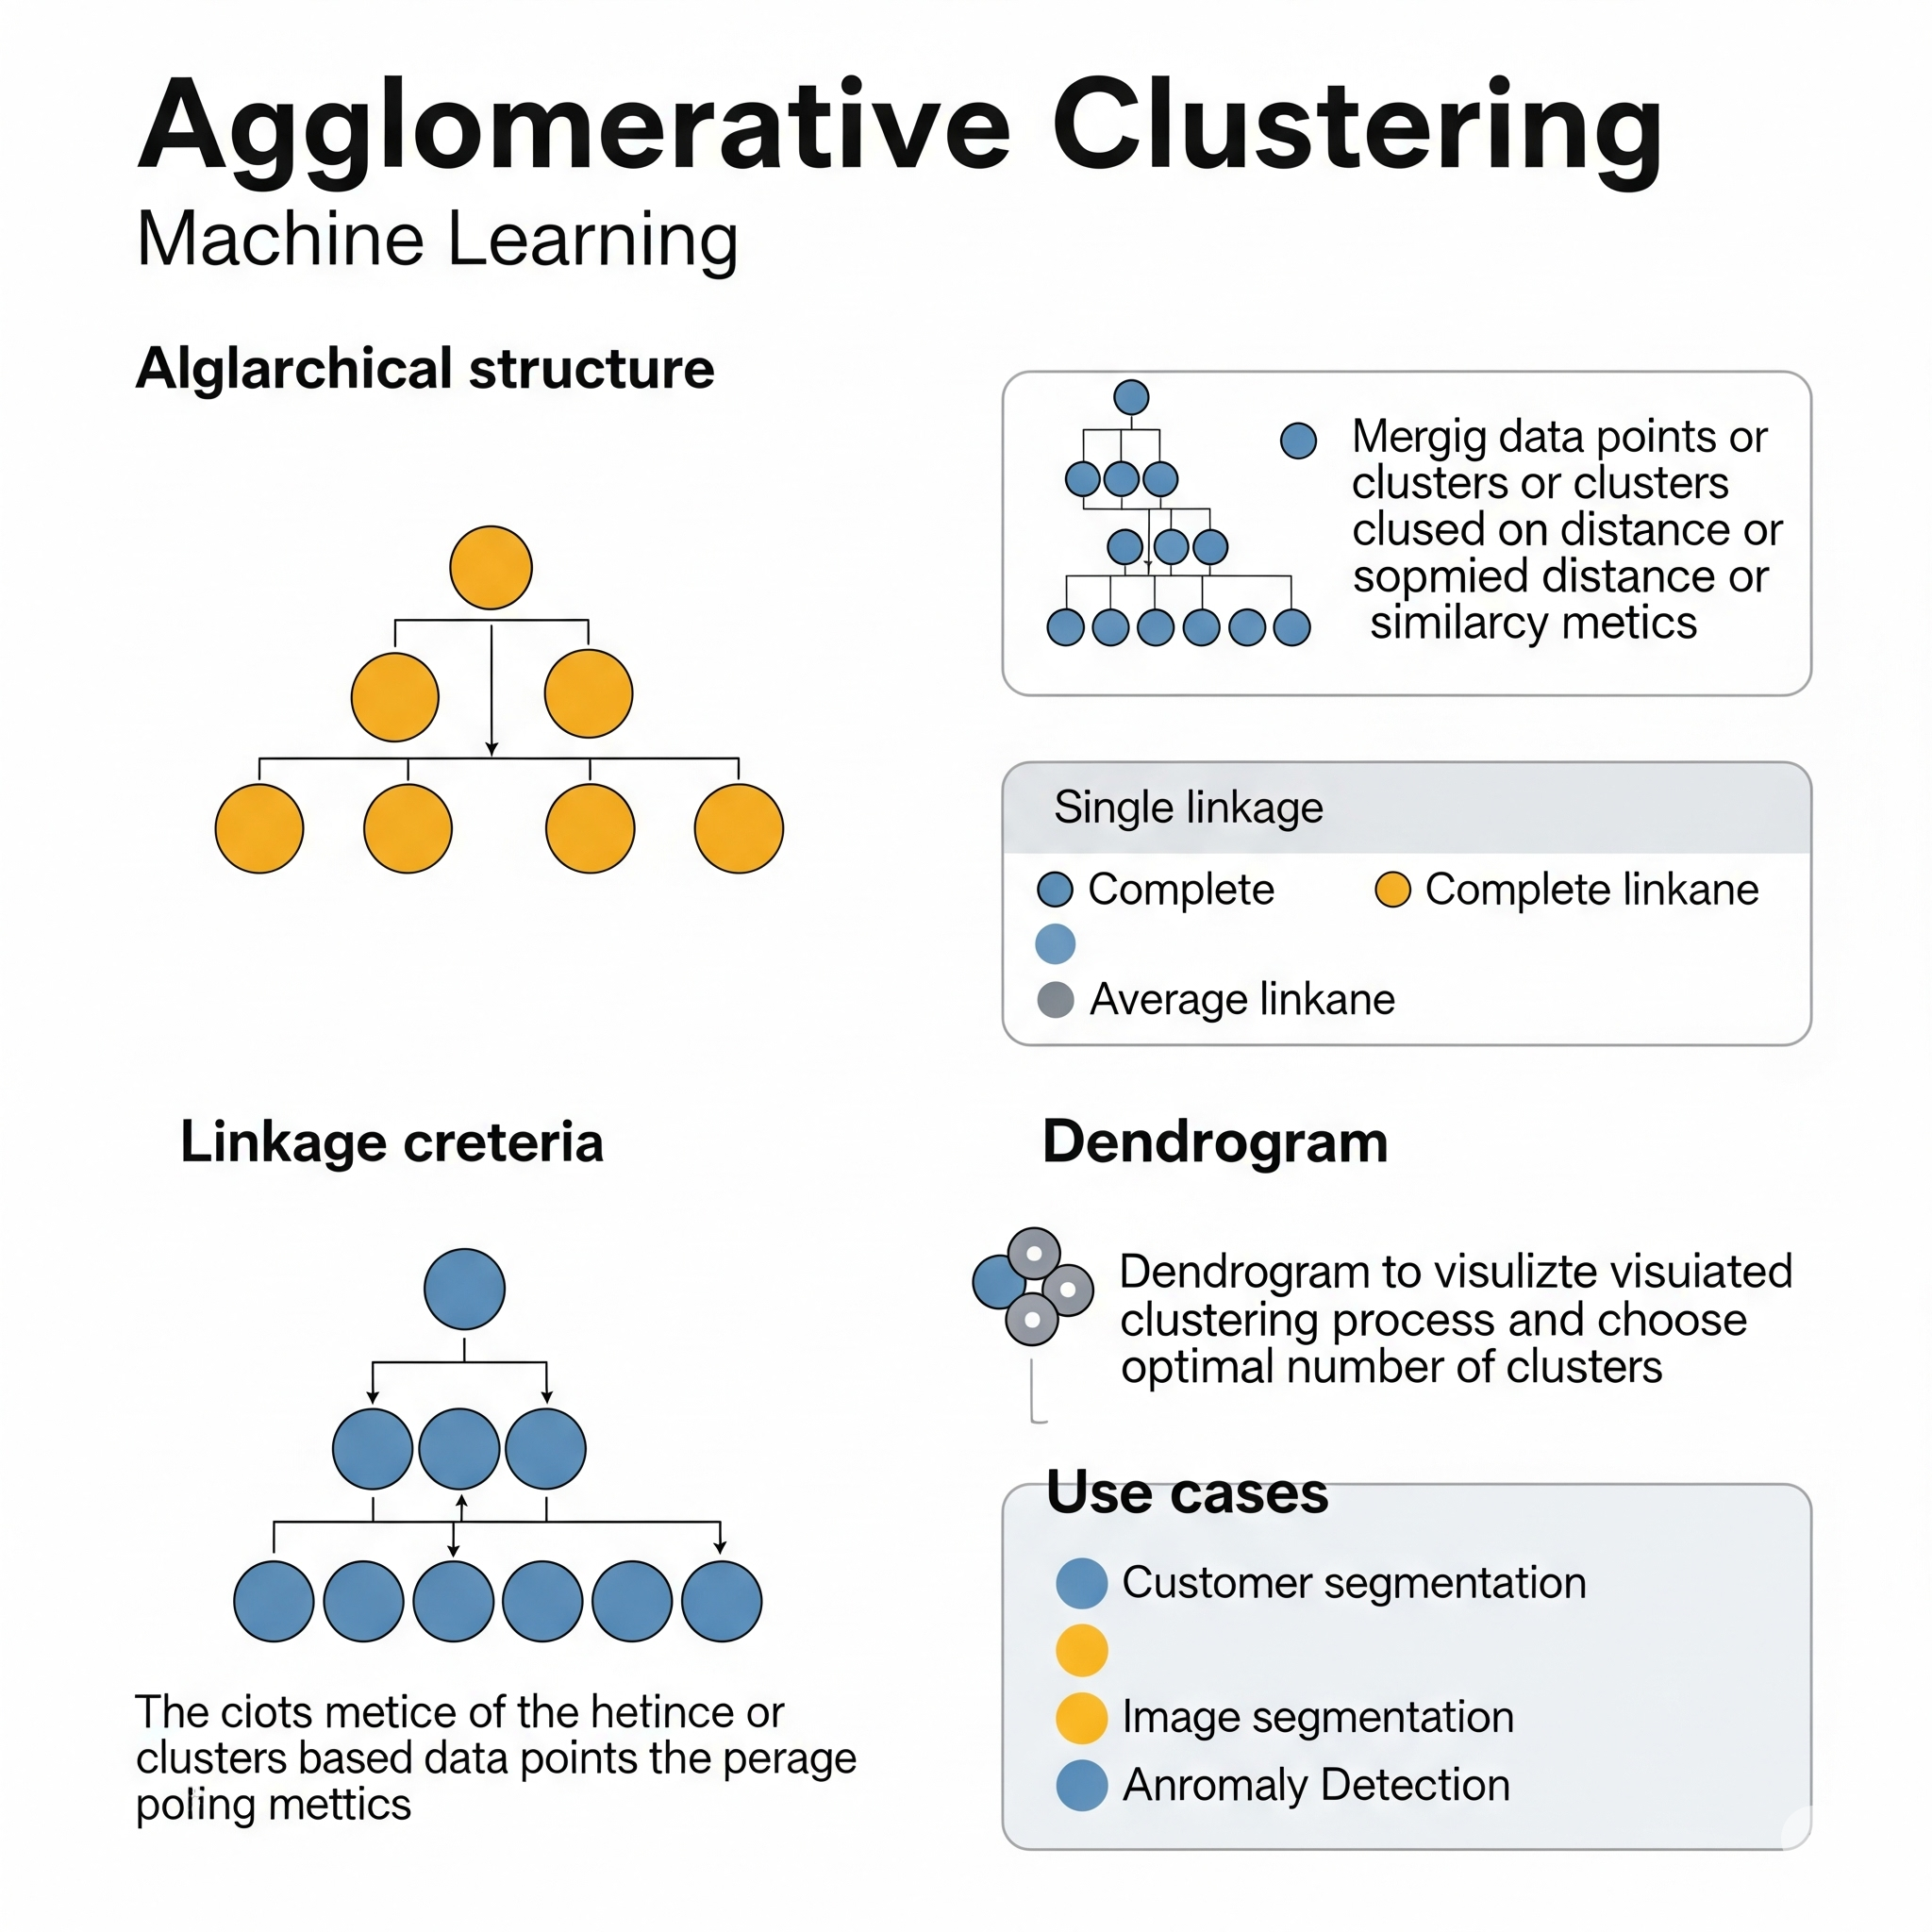 Agglomerative Clustering
Machine Learning
Alglarchical structure
Mergig data points or
clusters or clusters
clused on distance or
sopmied distance or
similarcy metics
Single linkage
Complete
Complete linkane
Average linkane
Linkage creteria
The ciots metice of the hetince or
clusters based data points the perage
poling mettics
Dendrogram
Dendrogram to visulizte visuiated
clustering process and choose
optimal number of clusters
Use cases
Customer segmentation
Image segmentation
Anromaly Detection